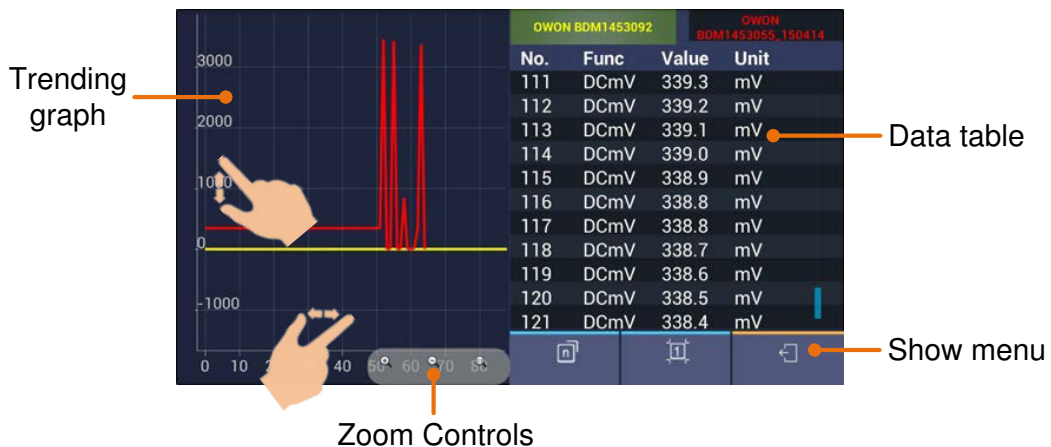 Trending
graph
3000
2000
1000
0
-1000
0 10 40 60 70 80
OWON BDM1453092
OWON
BDM1453055_150414
No. Func Value Unit
111 DCmV 339.3 mV
112 DCmV 339.2 mV
113 DCmV 339.1 mV
114 DCmV 339.0 mV
115 DCmV 338.9 mV
116 DCmV 338.8 mV
117 DCmV 338.8 mV
118 DCmV 338.7 mV
119 DCmV 338.6 mV
120 DCmV 338.5 mV
121 DCmV 338.4 mV
n 1
Data table
Show menu
Zoom Controls